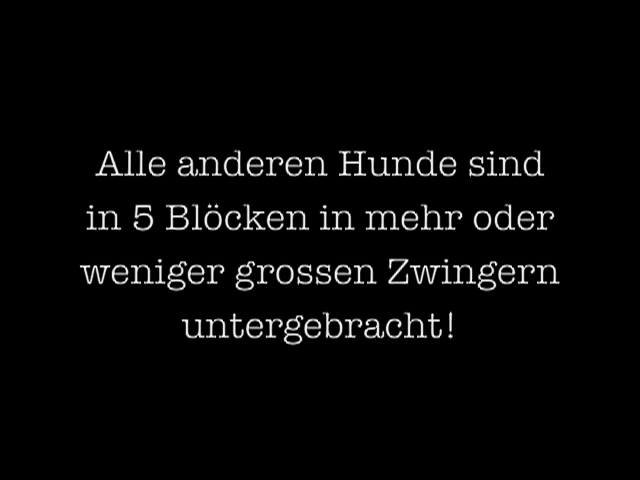 Alle anderen Hunde sind
in 5 Blöcken in mehr oder
weniger grossen Zwingern
untergebracht!